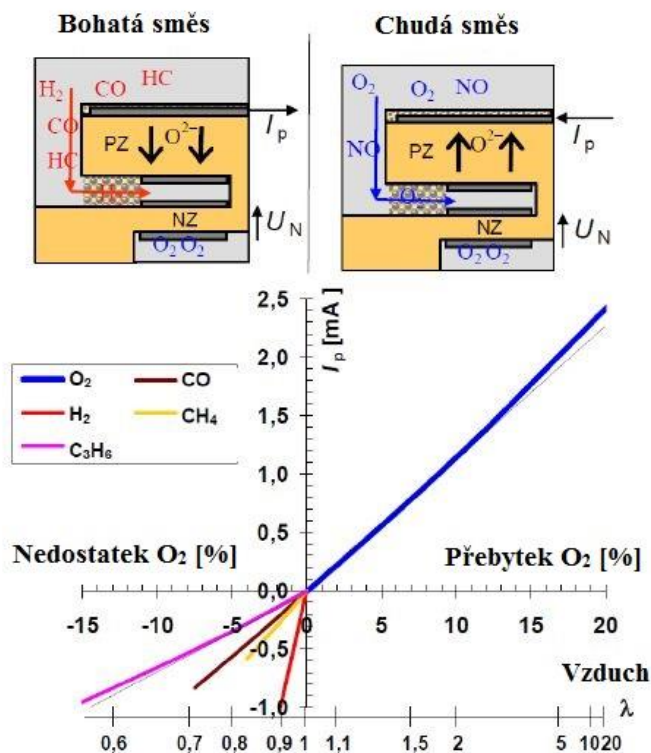 Bohatá směs
Chudá směs
H₂ CO HC
CO
HC
PZ O²⁻
Iₚ
H₂
NZ
U_N
O₂ O₂
O₂ O₂ NO
NO
PZ O²⁻
Iₚ
O₂
NZ
U_N
O₂ O₂
2,5
2,0
1,5
1,0
0,5
0,0
-0,5
-1,0
Iₚ [mA]
O₂ CO
H₂ CH₄
C₃H₆
Nedostatek O₂ [%]
Přebytek O₂ [%]
-15 -10 -5 0 5 10 15 20
Vzduch
λ
0,6 0,7 0,8 0,9 1 1,1 1,5 2 5 10 20